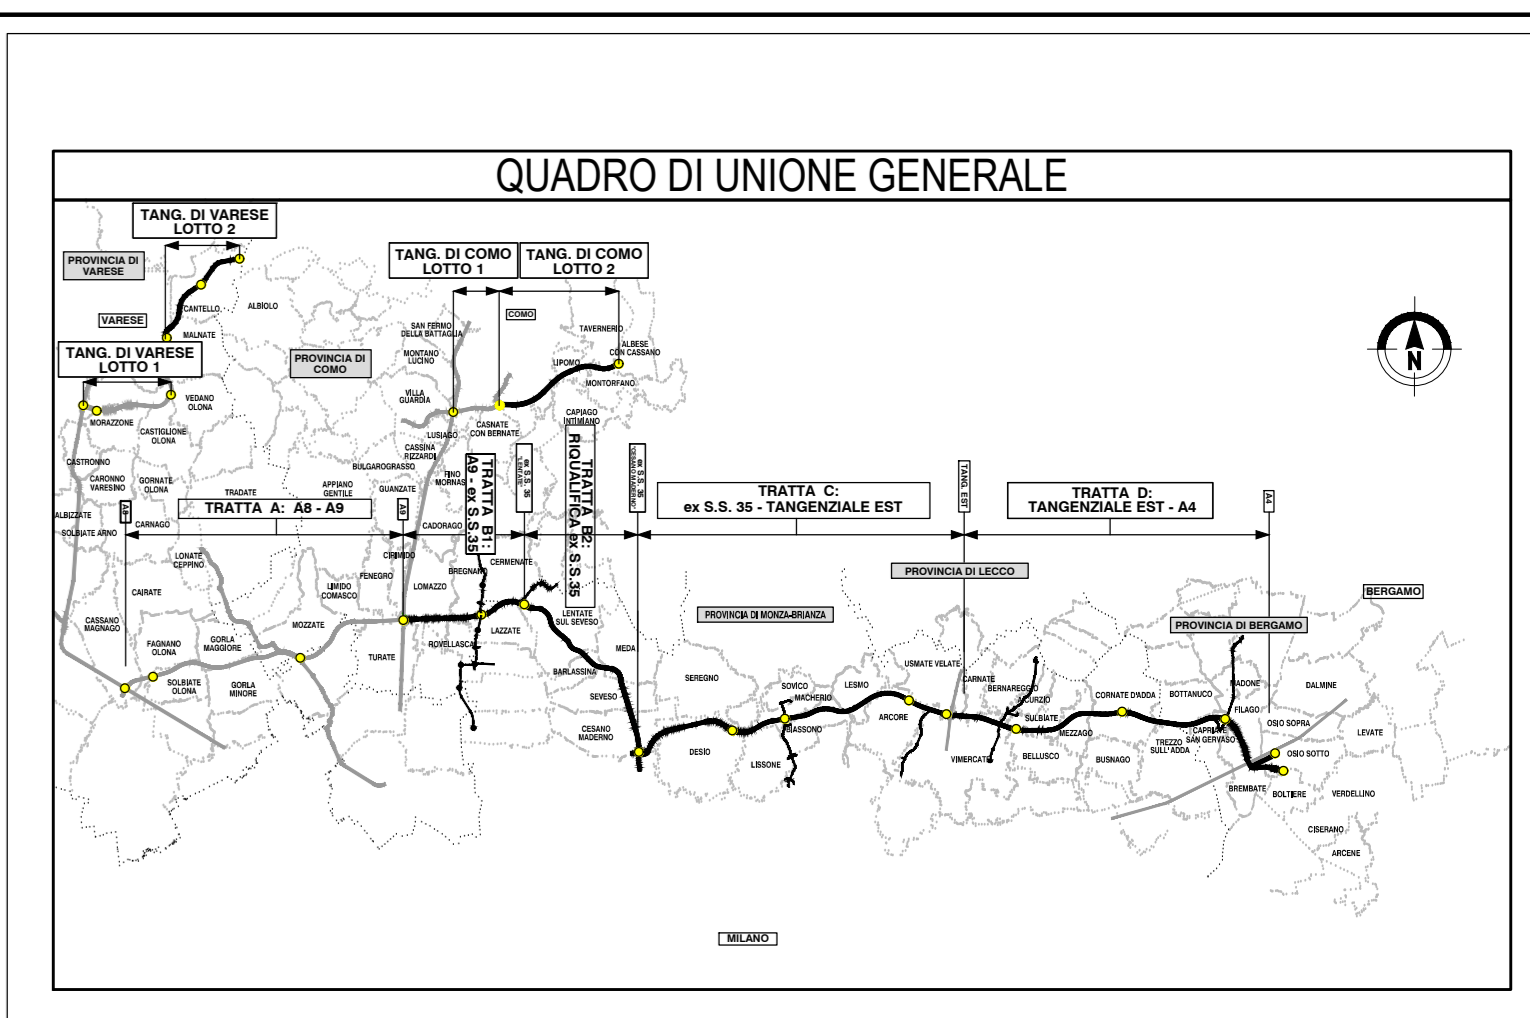 QUADRO DI UNIONE GENERALE
TANG. DI VARESE
LOTTO 2
PROVINCIA DI
VARESE
CANTELLO
ALBIOLO
VARESE
MALNATE
TANG. DI VARESE
LOTTO 1
PROVINCIA DI
COMO
TANG. DI COMO
LOTTO 1
TANG. DI COMO
LOTTO 2
COMO
SAN FERMO
DELLA BATTAGLIA
TAVERNERIO
ALBESE
CON CASSANO
MONTANO
LUCINO
LIPOMO
MONTORFANO
VILLA
GUARDIA
CAPIAGO
INTIMIANO
CASNATE
CON BERNATE
LUSIAGO
CASSINA
RIZZARDI
BULGAROGRASSO
FINO
MORNAS
GUANZATE
APPIANO
GENTILE
VEDANO
OLONA
MORAZZONE
CASTIGLIONE
OLONA
CASTRONNO
CARONNO
VARESINO
GORNATE
OLONA
TRADATE
ALBIZZATE
SOLBIATE ARNO
CARNAGO
A8
TRATTA A: A8 - A9
A9
TRATTA B1:
A9 - ex S.S.35
ex S.S. 35
"LENTATE"
TRATTA B2:
RIQUALIFICA ex S.S.35
ex S.S. 35
"CESANO MADERNO"
TRATTA C:
ex S.S. 35 - TANGENZIALE EST
TANG. EST
TRATTA D:
TANGENZIALE EST - A4
A4
N
CADORAGO
CIRIMIDO
CERMENATE
BREGNANO
LONATE
CEPPINO
FENEGRO
LOMAZZO
LIMIDO
COMASCO
CAIRATE
CASSANO
MAGNAGO
MOZZATE
GORLA
MAGGIORE
FAGNANO
OLONA
SOLBIATE
OLONA
GORLA
MINORE
TURATE
ROVELLASCA
LAZZATE
LENTATE
SUL SEVESO
MEDA
BARLASSINA
SEVESO
CESANO
MADERNO
PROVINCIA DI MONZA-BRIANZA
PROVINCIA DI LECCO
PROVINCIA DI BERGAMO
BERGAMO
SEREGNO
DESIO
SOVICO
MACHERIO
BIASSONO
LISSONE
LESMO
ARCORE
USMATE VELATE
CARNATE
BERNAREGGIO
AICURZIO
SULBIATE
VIMERCATE
MEZZAGO
BELLUSCO
CORNATE D'ADDA
BUSNAGO
BOTTANUCO
TREZZO
SULL'ADDA
CAPRIATE
SAN GERVASO
MADONE
FILAGO
DALMINE
OSIO SOPRA
LEVATE
OSIO SOTTO
BREMBATE
BOLTIERE
VERDELLINO
CISERANO
ARCENE
MILANO